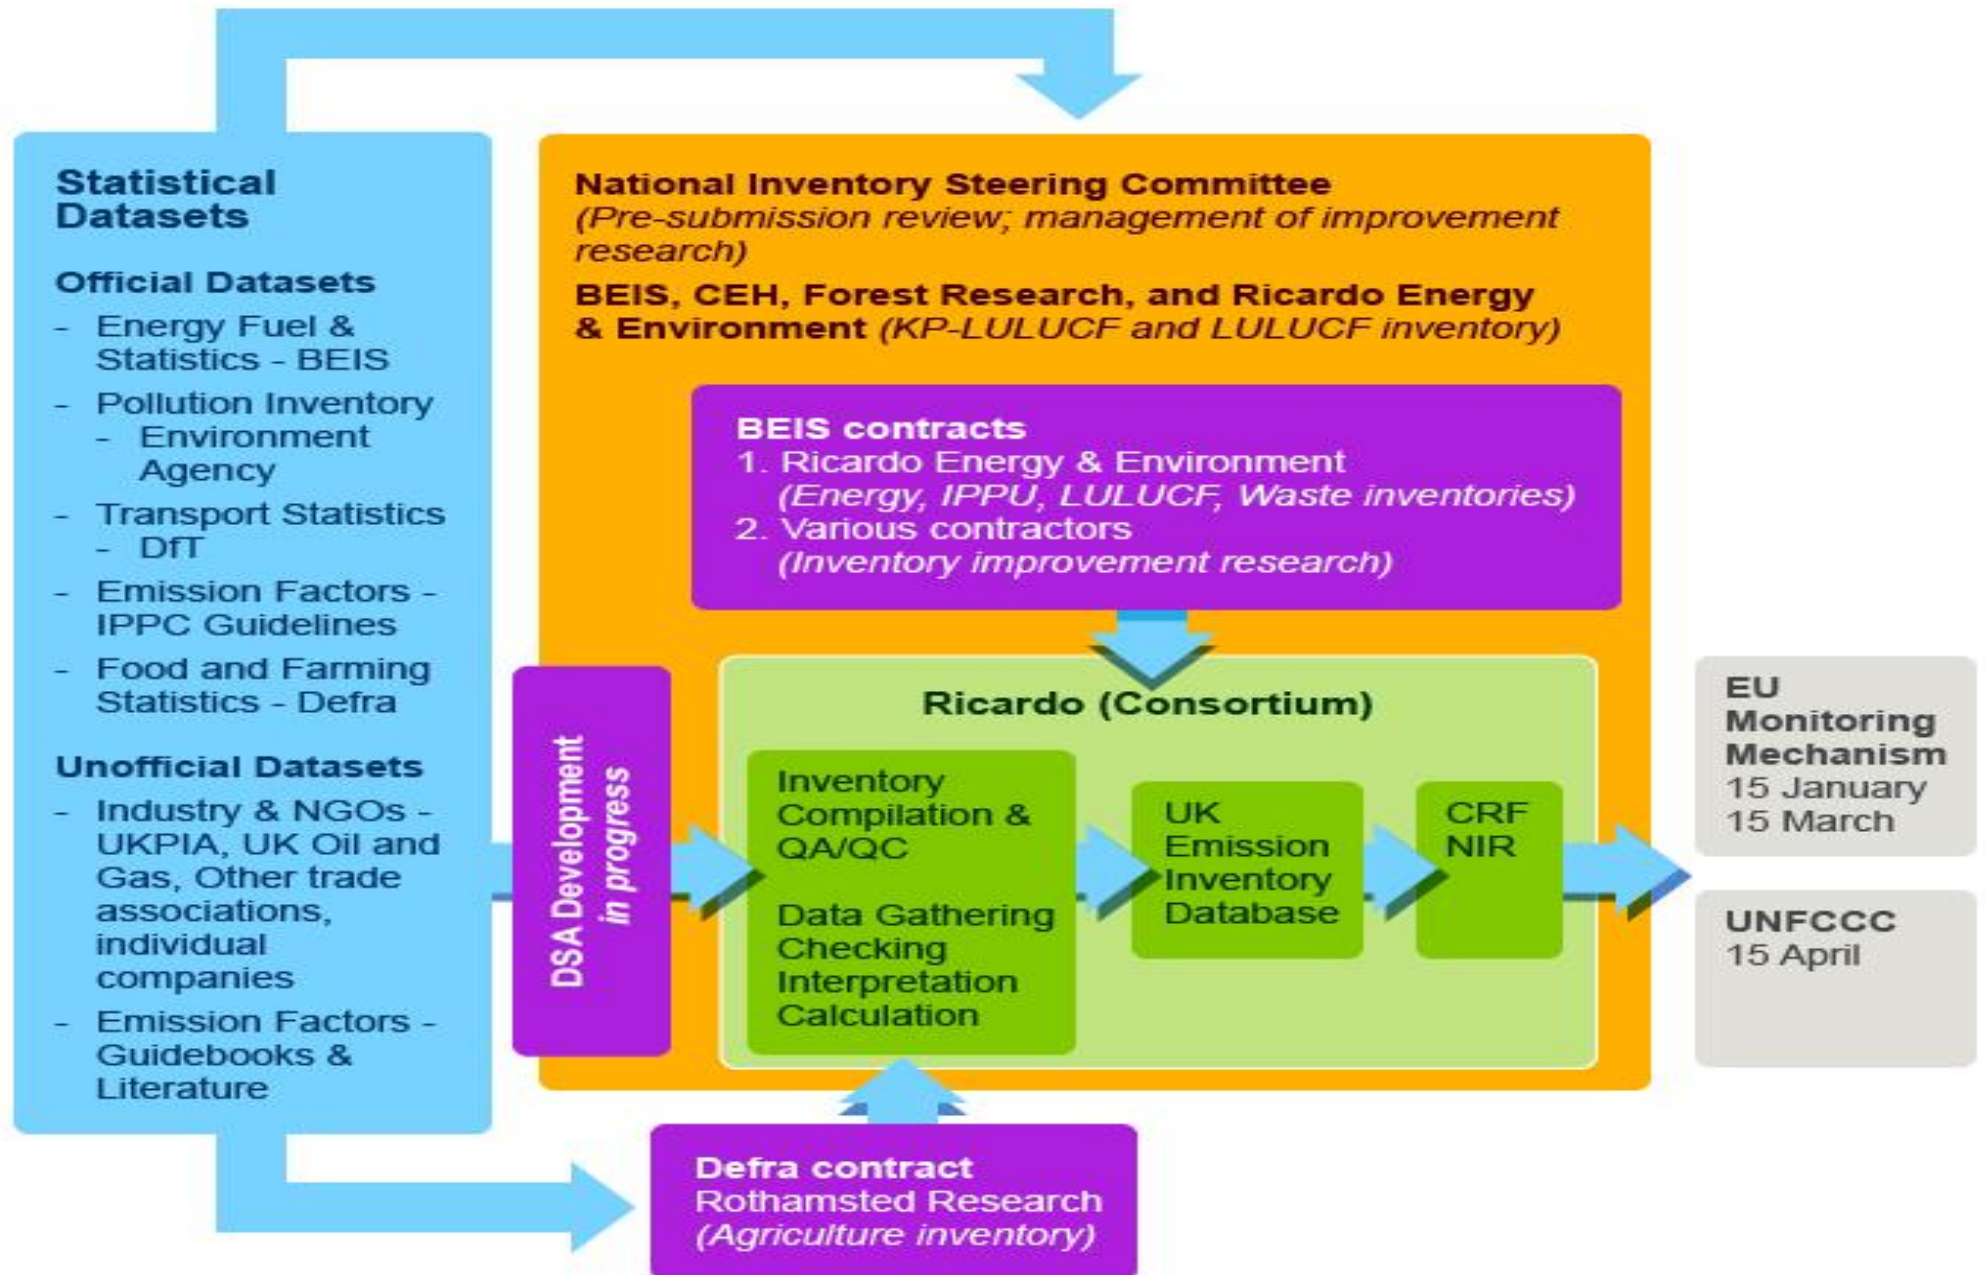 Statistical
Datasets
Official Datasets
- Energy Fuel &
Statistics - BEIS
- Pollution Inventory
- Environment
Agency
- Transport Statistics
- DfT
- Emission Factors -
IPPC Guidelines
- Food and Farming
Statistics - Defra
Unofficial Datasets
- Industry & NGOs -
UKPIA, UK Oil and
Gas, Other trade
associations,
individual
companies
- Emission Factors -
Guidebooks &
Literature
National Inventory Steering Committee
(Pre-submission review; management of improvement
research)
BEIS, CEH, Forest Research, and Ricardo Energy
& Environment (KP-LULUCF and LULUCF inventory)
BEIS contracts
1. Ricardo Energy & Environment
(Energy, IPPU, LULUCF, Waste inventories)
2. Various contractors
(Inventory improvement research)
DSA Development
in progress
Ricardo (Consortium)
Inventory
Compilation &
QA/QC
Data Gathering
Checking
Interpretation
Calculation
UK
Emission
Inventory
Database
CRF
NIR
EU
Monitoring
Mechanism
15 January
15 March
UNFCCC
15 April
Defra contract
Rothamsted Research
(Agriculture inventory)